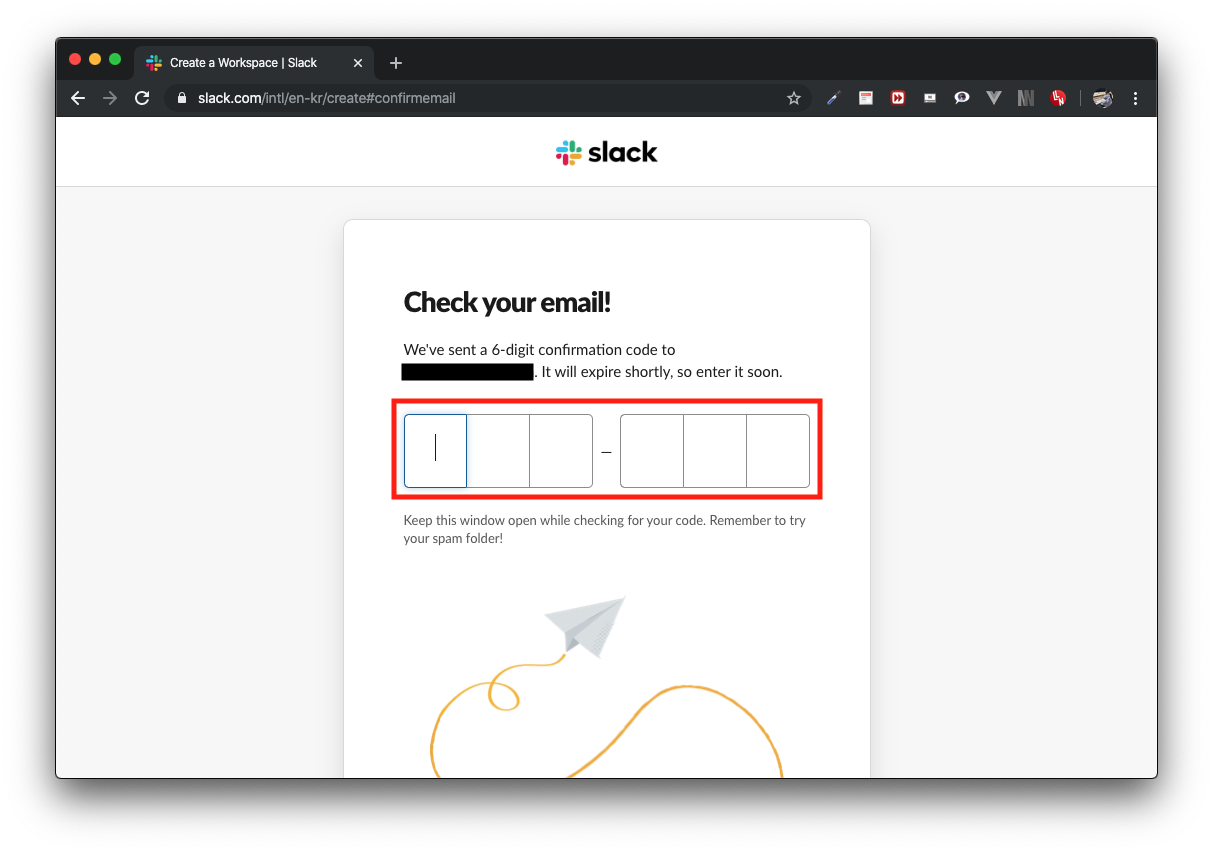 Create a Workspace | Slack
slack.com/intl/en-kr/create#confirmemail
slack
Check your email!
We've sent a 6-digit confirmation code to
. It will expire shortly, so enter it soon.
–
Keep this window open while checking for your code. Remember to try
your spam folder!